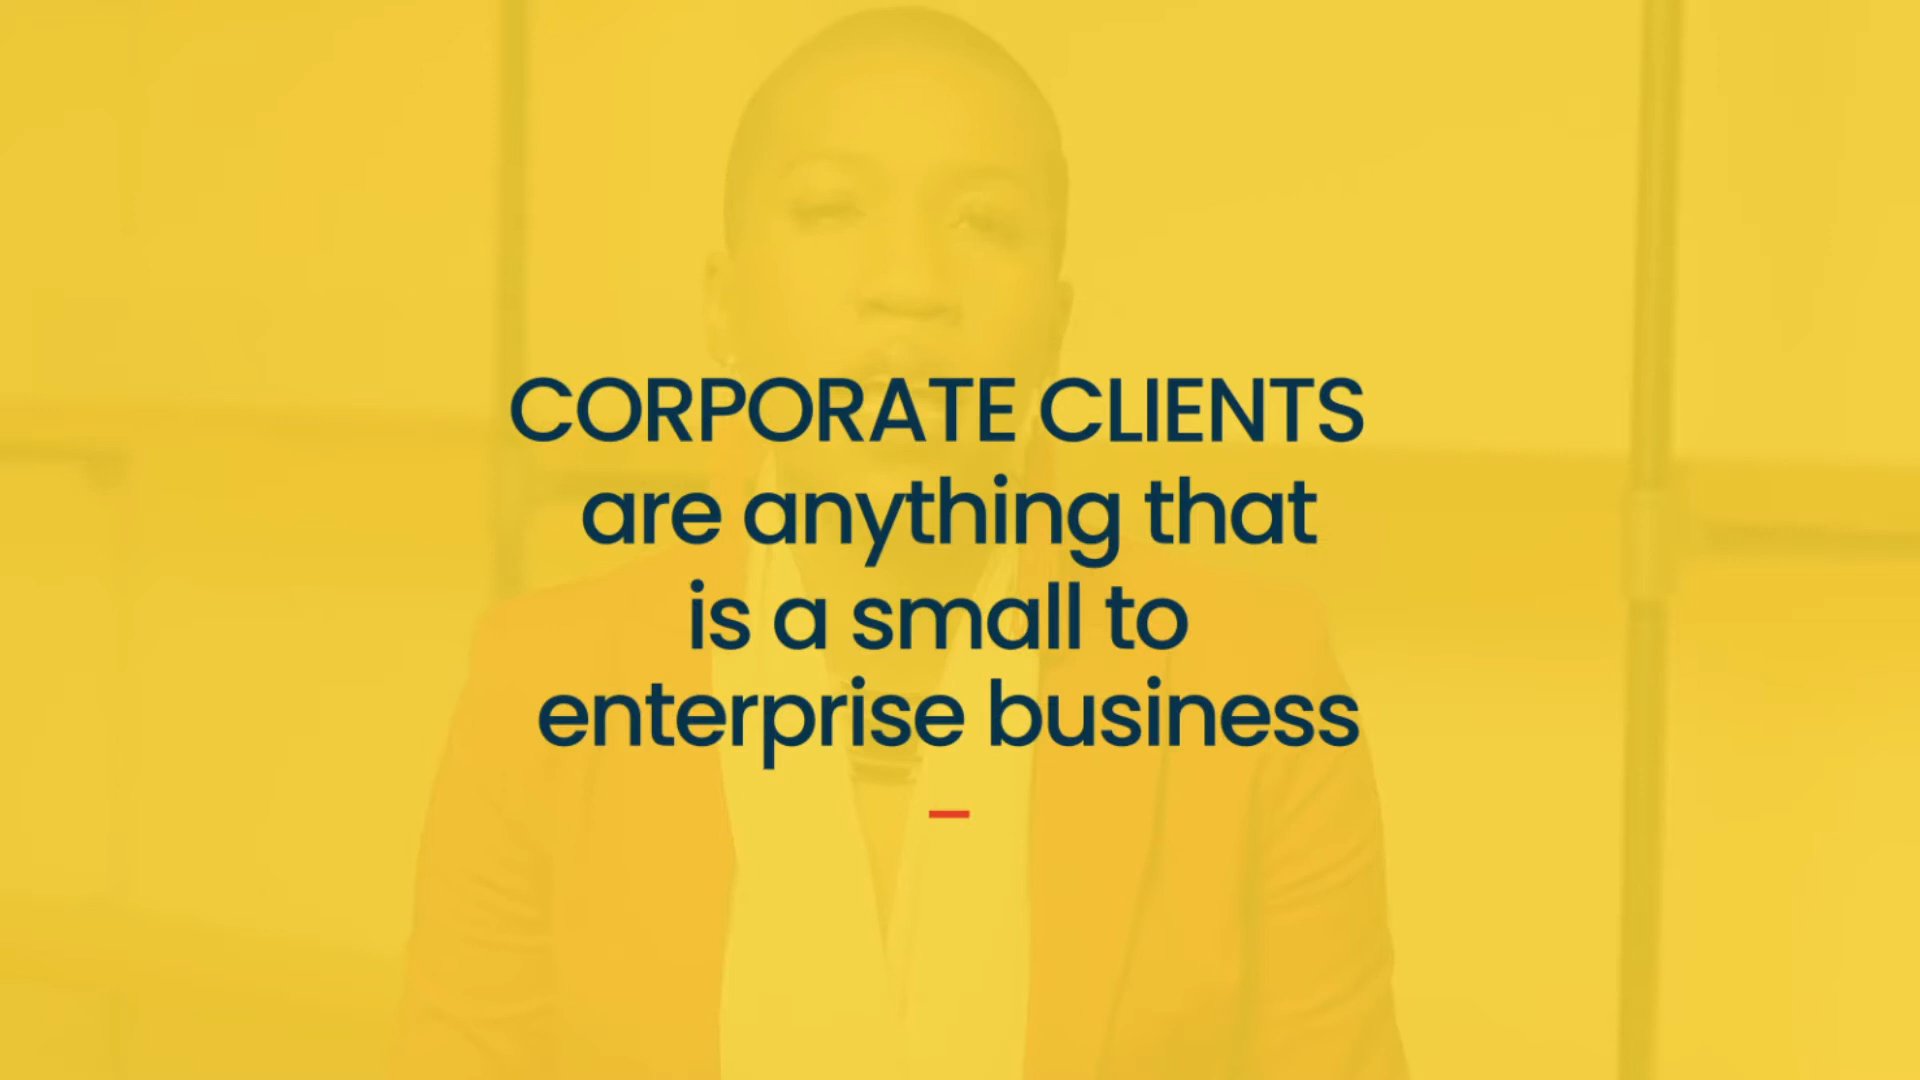 CORPORATE CLIENTS
are anything that
is a small to
enterprise business